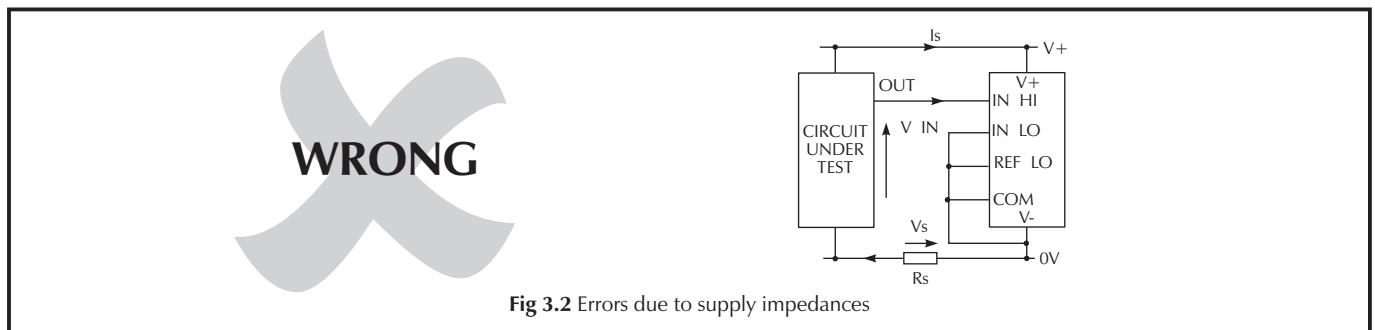 WRONG
Is
V+
V+
OUT
IN HI
CIRCUIT
UNDER
TEST
V IN
IN LO
REF LO
COM
V-
Vs
0V
Rs
Fig 3.2 Errors due to supply impedances